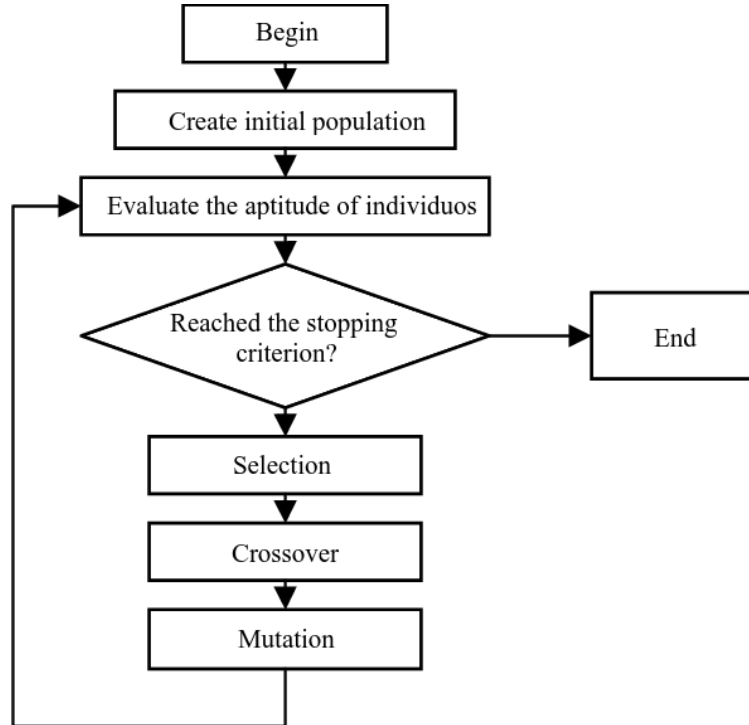 Begin
Create initial population
Evaluate the aptitude of individuos
Reached the stopping
criterion?
End
Selection
Crossover
Mutation